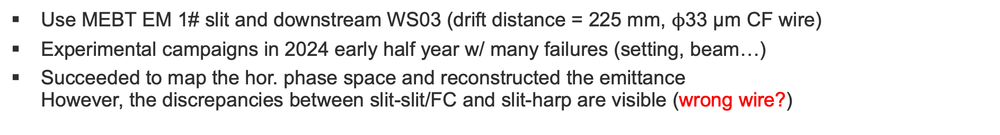 ▪ Use MEBT EM 1# slit and downstream WS03 (drift distance = 225 mm, ϕ33 μm CF wire)
▪ Experimental campaigns in 2024 early half year w/ many failures (setting, beam…)
▪ Succeeded to map the hor. phase space and reconstructed the emittance
However, the discrepancies between slit-slit/FC and slit-harp are visible (wrong wire?)